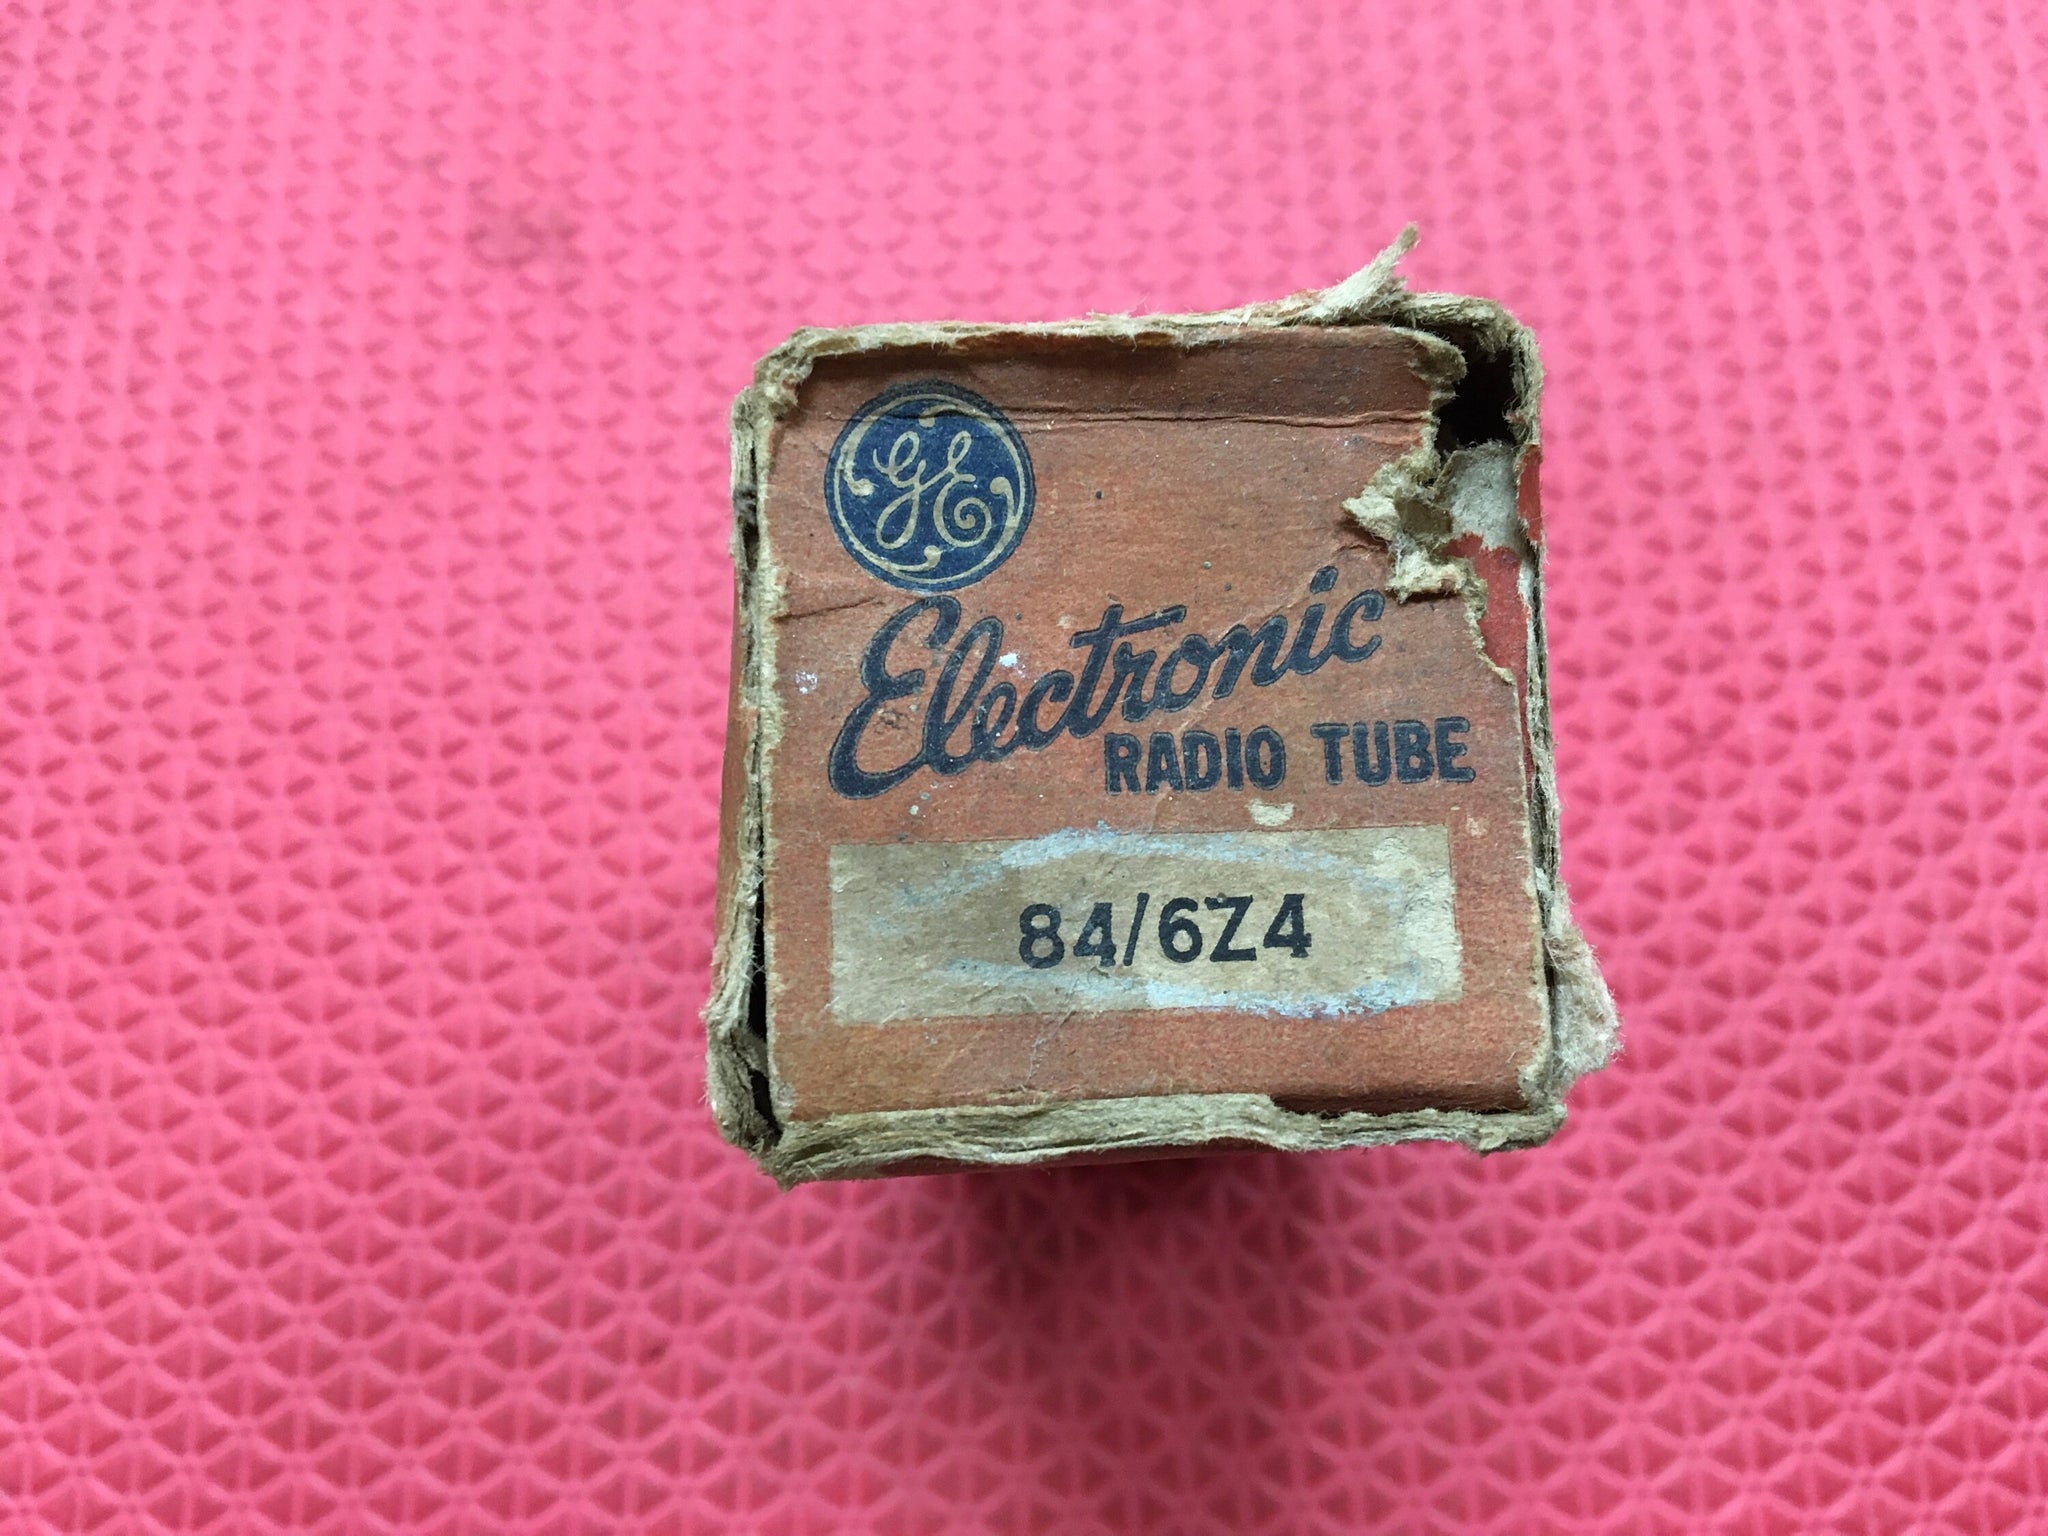 GE
Electronic
RADIO TUBE
84/6Z4